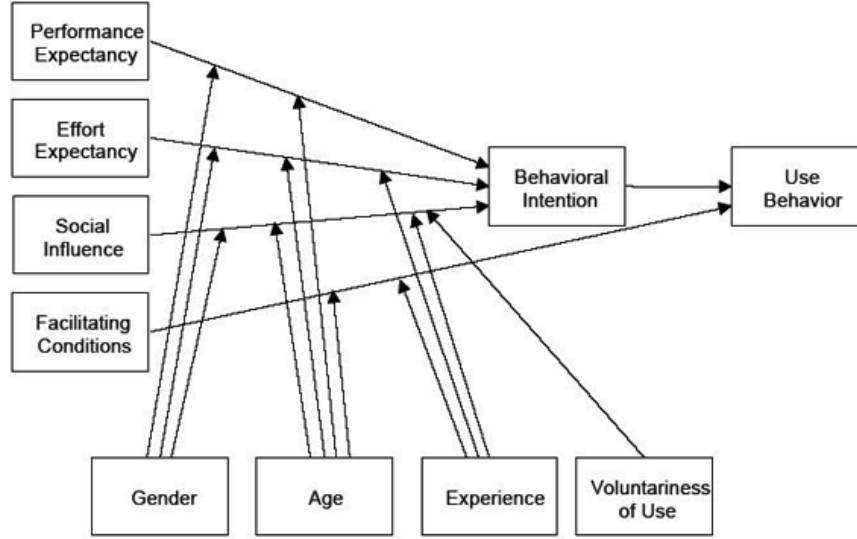 Performance
Expectancy
Effort
Expectancy
Social
Influence
Facilitating
Conditions
Behavioral
Intention
Use
Behavior
Gender
Age
Experience
Voluntariness
of Use